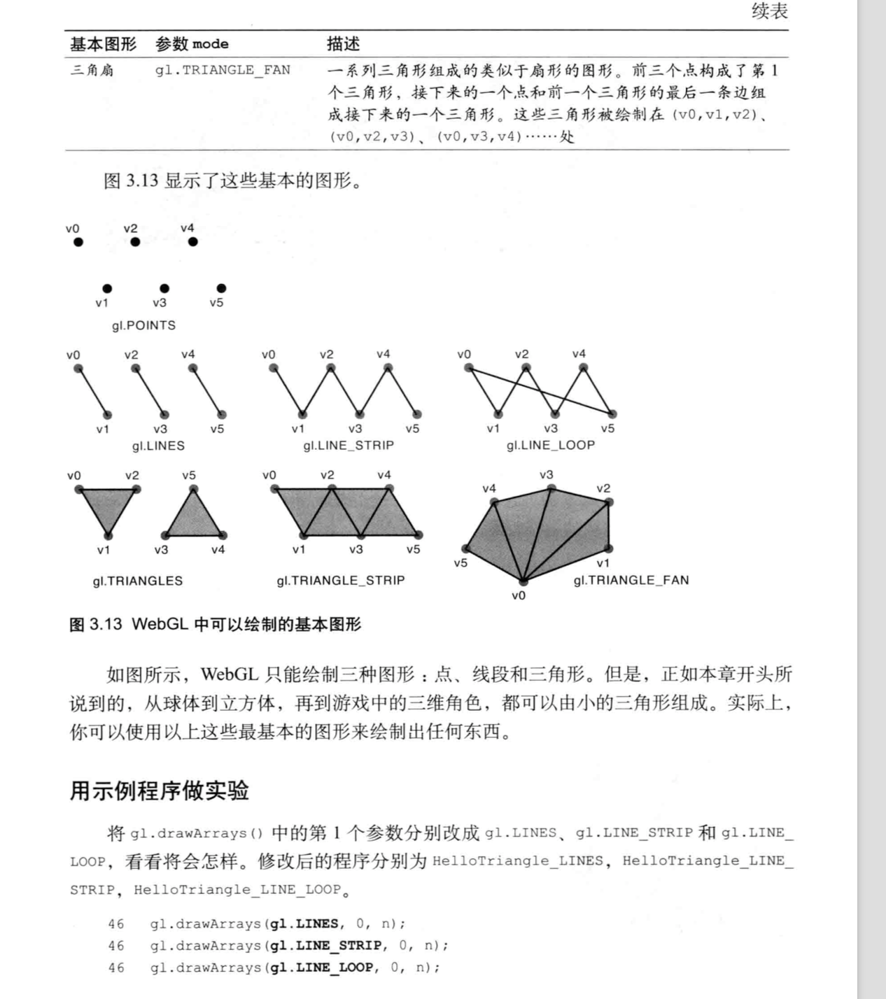 续表
基本图形 参数 mode 描述
三角扇 gl.TRIANGLE_FAN 一系列三角形组成的类似于扇形的图形。前三个点构成了第 1
个三角形，接下来的一个点和前一个三角形的最后一条边组
成接下来的一个三角形。这些三角形被绘制在 (v0,v1,v2)、
(v0,v2,v3)、(v0,v3,v4)……处
图 3.13 显示了这些基本的图形。
v0 v2 v4
v1 v3 v5
gl.POINTS
v0 v2 v4 v0 v2 v4 v0 v2 v4
v1 v3 v5 v1 v3 v5 v1 v3 v5
gl.LINES gl.LINE_STRIP gl.LINE_LOOP
v0 v2 v5 v0 v2 v4 v4 v3 v2
v1 v3 v4 v1 v3 v5 v5 v1
gl.TRIANGLES gl.TRIANGLE_STRIP gl.TRIANGLE_FAN
v0
图 3.13 WebGL 中可以绘制的基本图形
如图所示，WebGL 只能绘制三种图形：点、线段和三角形。但是，正如本章开头所
说到的，从球体到立方体，再到游戏中的三维角色，都可以由小的三角形组成。实际上，
你可以使用以上这些最基本的图形来绘制出任何东西。
用示例程序做实验
将 gl.drawArrays() 中的第 1 个参数分别改成 gl.LINES、gl.LINE_STRIP 和 gl.LINE_
LOOP，看看将会怎样。修改后的程序分别为 HelloTriangle_LINES，HelloTriangle_LINE_
STRIP，HelloTriangle_LINE_LOOP。
46 gl.drawArrays(gl.LINES, 0, n);
46 gl.drawArrays(gl.LINE_STRIP, 0, n);
46 gl.drawArrays(gl.LINE_LOOP, 0, n);